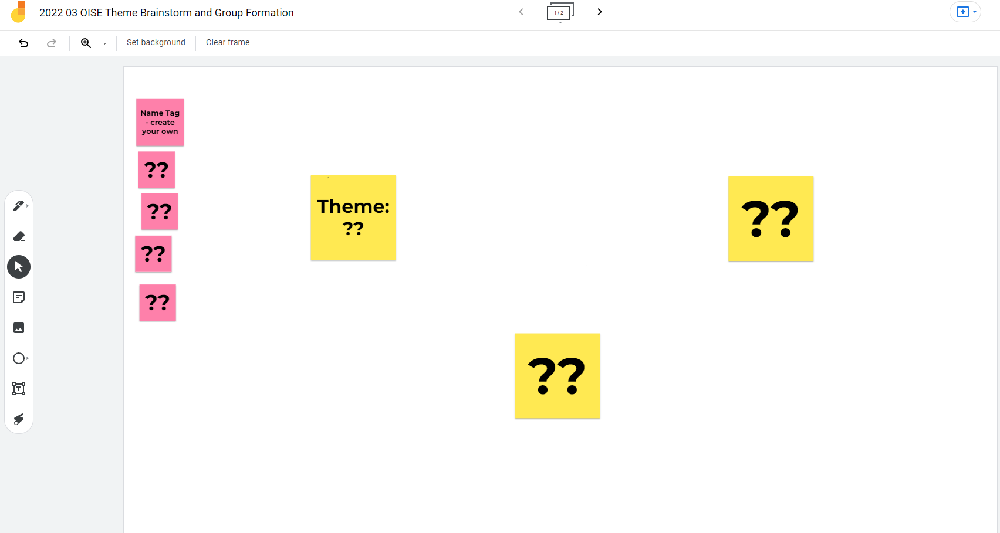 2022 03 OISE Theme Brainstorm and Group Formation
1 / 2
Set background
Clear frame
Name Tag
- create
your own
??
??
??
??
Theme:
??
??
??
T